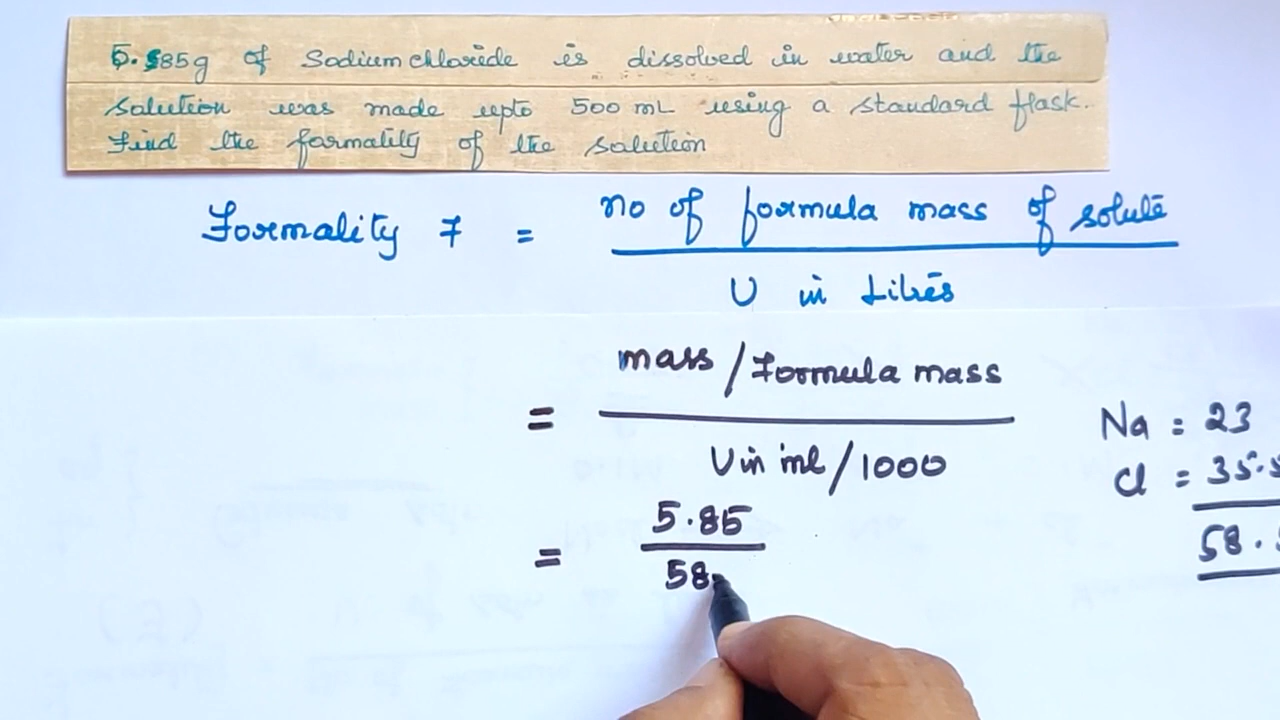 5.85g of Sodium chloride is dissolved in water and the
solution was made upto 500 mL using a standard flask.
Find the formality of the solution
Formality F = no of formula mass of solute
V in Litres
= mass / Formula mass
V in ml / 1000
Na = 23
Cl = 35.5
58.5
= 5.85
58.